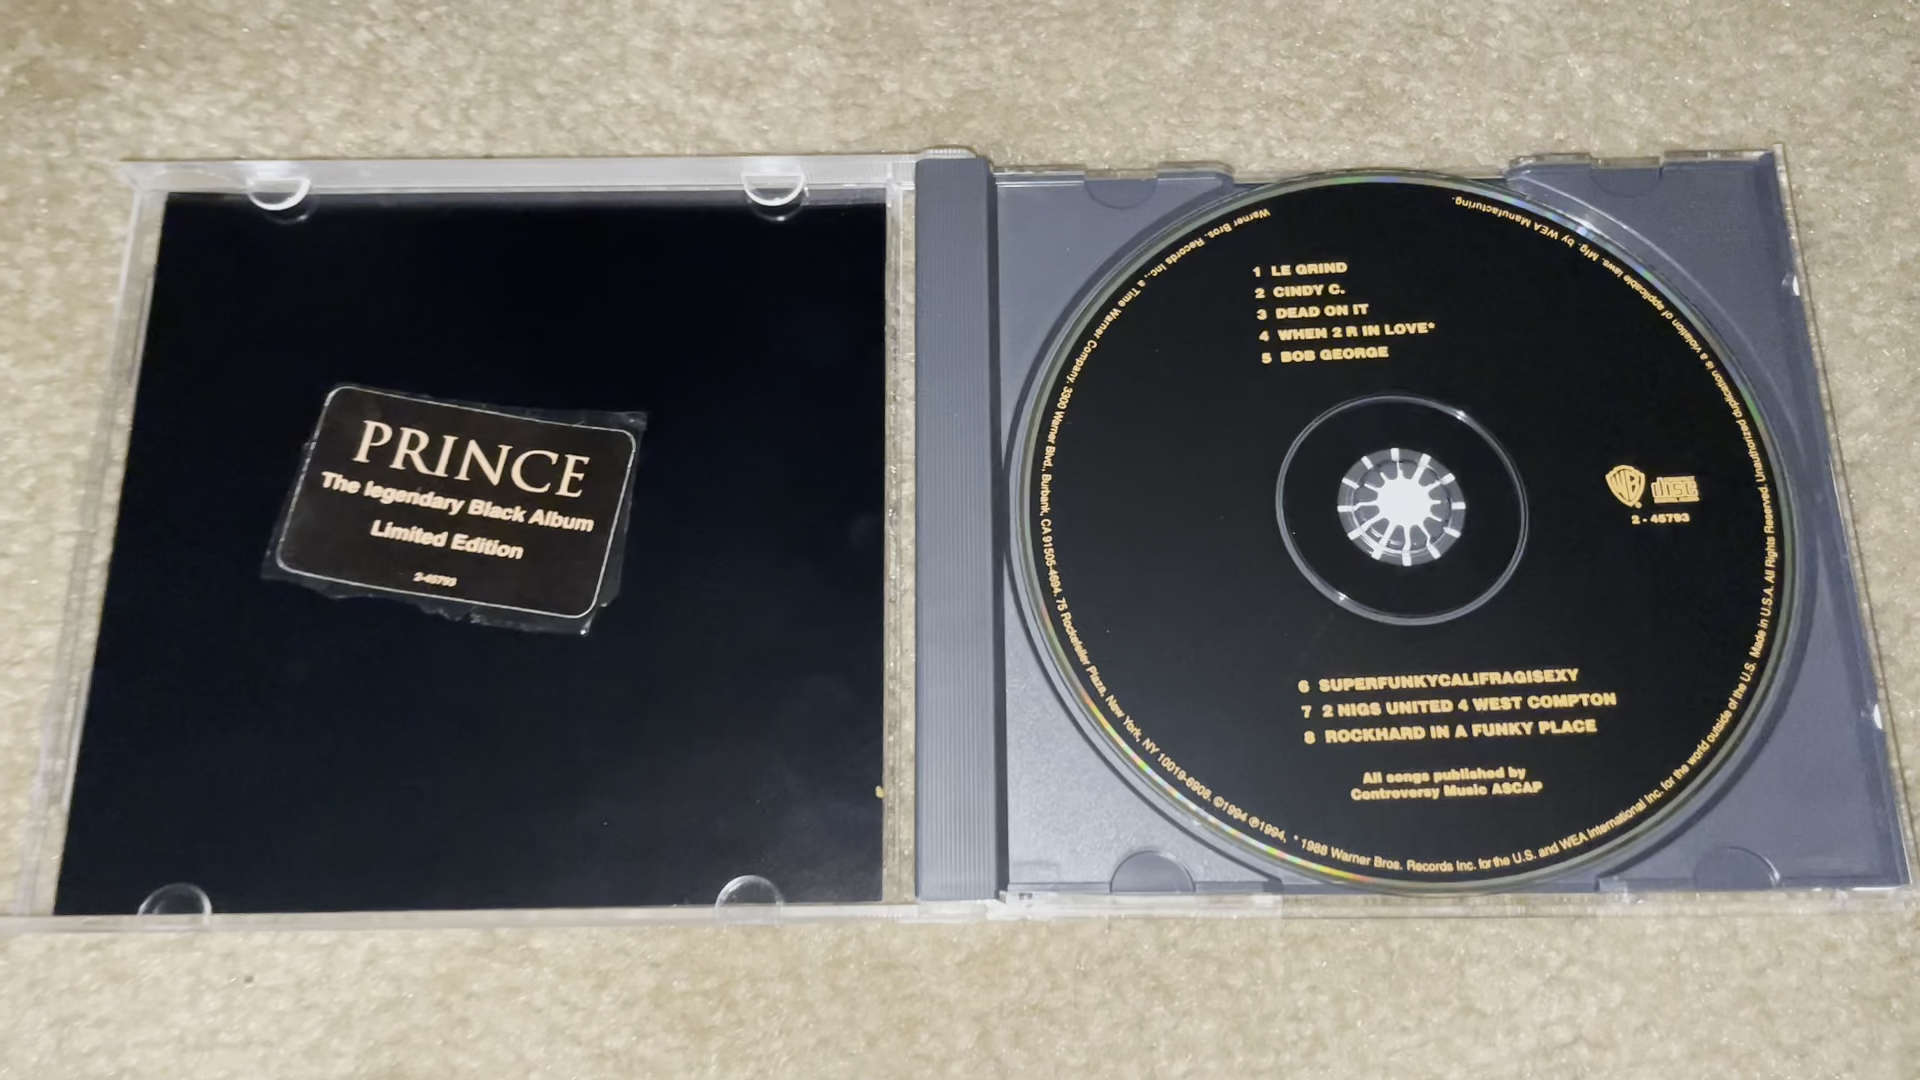 PRINCE
The legendary Black Album
Limited Edition
2-45793
1 LE GRIND
2 CINDY C.
3 DEAD ON IT
4 WHEN 2 R IN LOVE*
5 BOB GEORGE
WB
disc
2 - 45793
6 SUPERFUNKYCALIFRAGISEXY
7 2 NIGS UNITED 4 WEST COMPTON
8 ROCKHARD IN A FUNKY PLACE
All songs published by
Controversy Music ASCAP
Warner Bros. Records Inc., a Time Warner Company. 3300 Warner Blvd., Burbank, CA 91505-4694. 75 Rockefeller Plaza, New York, NY 10019-6908. ©1994 ℗1994, * 1988 Warner Bros. Records Inc. for the U.S. and WEA International Inc. for the world outside of the U.S. Made in U.S.A. All Rights Reserved. Unauthorized duplication is a violation of applicable laws. Mfg. by WEA Manufacturing.